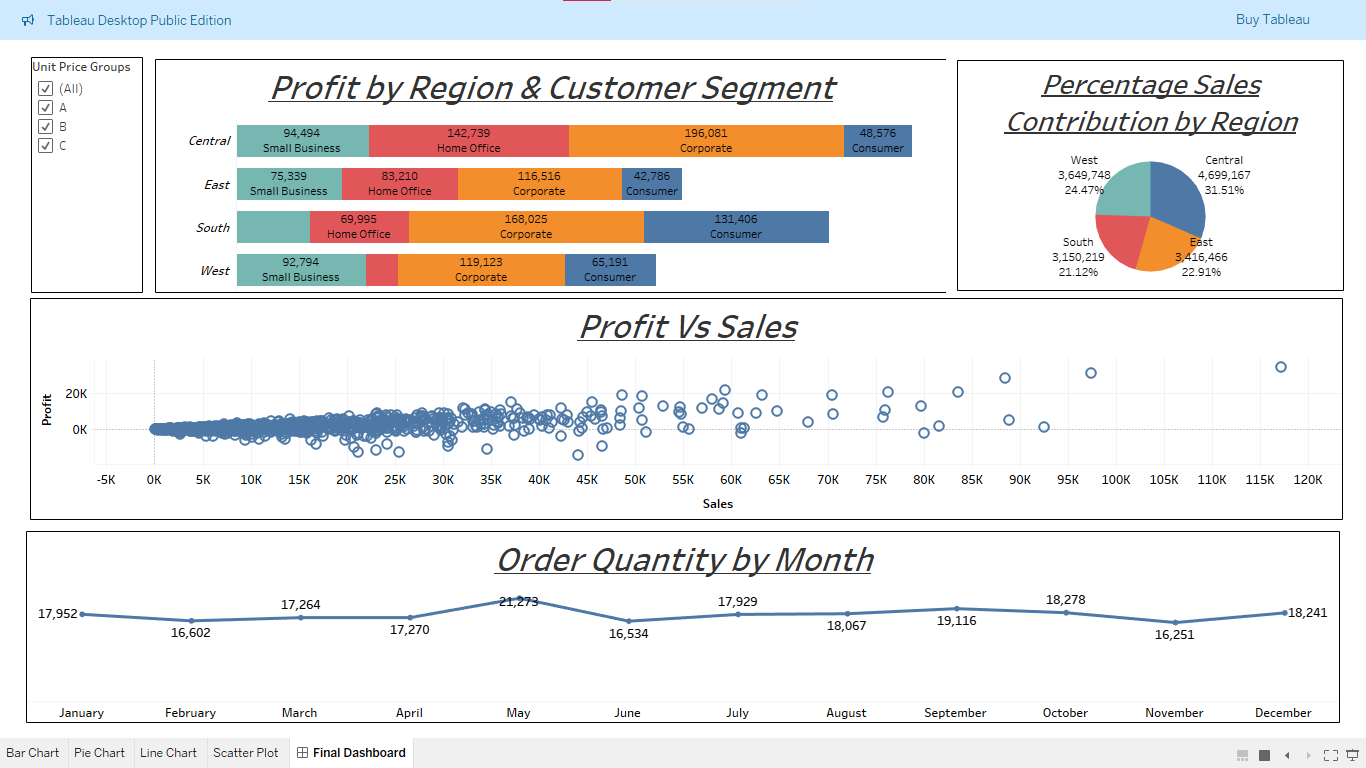 Tableau Desktop Public Edition
Buy Tableau
Unit Price Groups
(All)
A
B
C
Profit by Region & Customer Segment
Central
94,494
Small Business
142,739
Home Office
196,081
Corporate
48,576
Consumer
East
75,339
Small Business
83,210
Home Office
116,516
Corporate
42,786
Consumer
South
69,995
Home Office
168,025
Corporate
131,406
Consumer
West
92,794
Small Business
119,123
Corporate
65,191
Consumer
Percentage Sales
Contribution by Region
West
3,649,748
24.47%
Central
4,699,167
31.51%
South
3,150,219
21.12%
East
3,416,466
22.91%
Profit Vs Sales
Profit
20K
0K
-5K 0K 5K 10K 15K 20K 25K 30K 35K 40K 45K 50K 55K 60K 65K 70K 75K 80K 85K 90K 95K 100K 105K 110K 115K 120K
Sales
Order Quantity by Month
17,952
16,602
17,264
17,270
21,273
16,534
17,929
18,067
19,116
18,278
16,251
18,241
January February March April May June July August September October November December
Bar Chart Pie Chart Line Chart Scatter Plot Final Dashboard